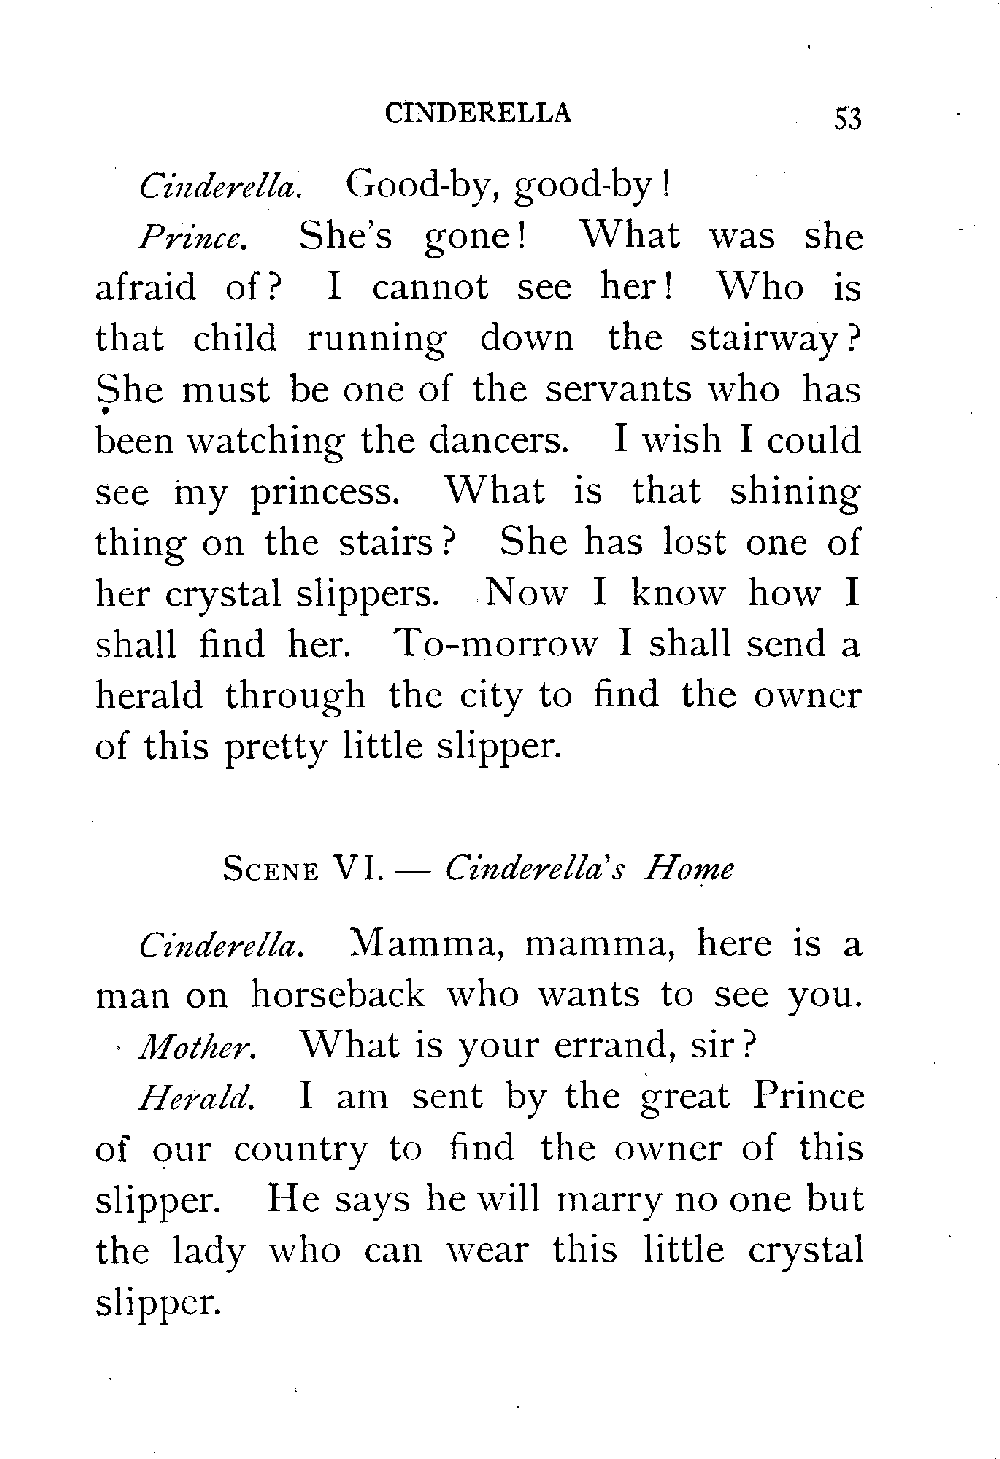 CINDERELLA 53
Cinderella. Good-by, good-by!
Prince. She's gone! What was she
afraid of? I cannot see her! Who is
that child running down the stairway?
She must be one of the servants who has
been watching the dancers. I wish I could
see my princess. What is that shining
thing on the stairs? She has lost one of
her crystal slippers. Now I know how I
shall find her. To-morrow I shall send a
herald through the city to find the owner
of this pretty little slipper.
SCENE VI. — Cinderella's Home
Cinderella. Mamma, mamma, here is a
man on horseback who wants to see you.
Mother. What is your errand, sir?
Herald. I am sent by the great Prince
of our country to find the owner of this
slipper. He says he will marry no one but
the lady who can wear this little crystal
slipper.